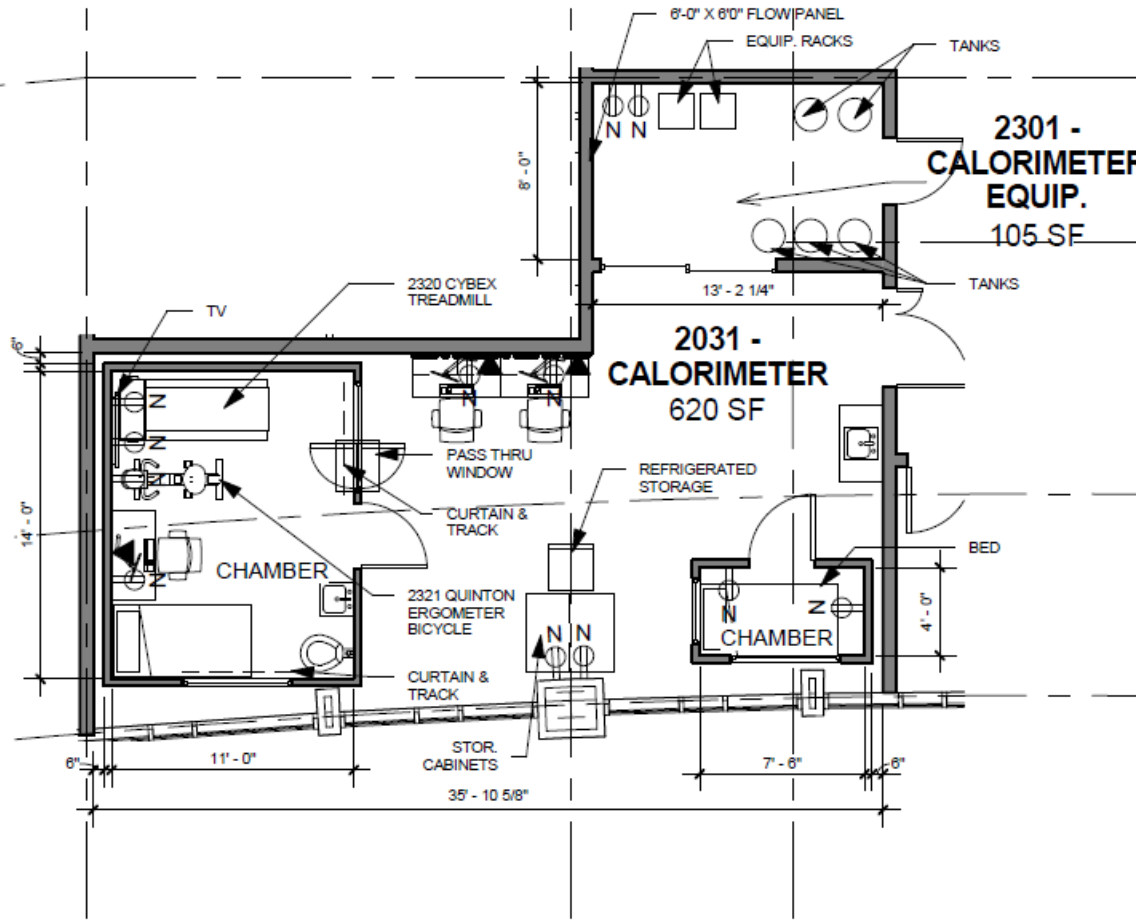 6'-0" X 6'0" FLOW PANEL
EQUIP. RACKS
TANKS
N N
2301 -
CALORIMETER
EQUIP.
105 SF
8' - 0"
TANKS
13' - 2 1/4"
2320 CYBEX
TREADMILL
TV
6"
2031 -
CALORIMETER
620 SF
N
N
N
N
PASS THRU
WINDOW
REFRIGERATED
STORAGE
N
CURTAIN &
TRACK
14' - 0"
CHAMBER
BED
N
2321 QUINTON
ERGOMETER
BICYCLE
N
N
4' - 0"
N N
CHAMBER
CURTAIN &
TRACK
STOR.
CABINETS
6"
11' - 0"
7' - 6"
6"
35' - 10 5/8"